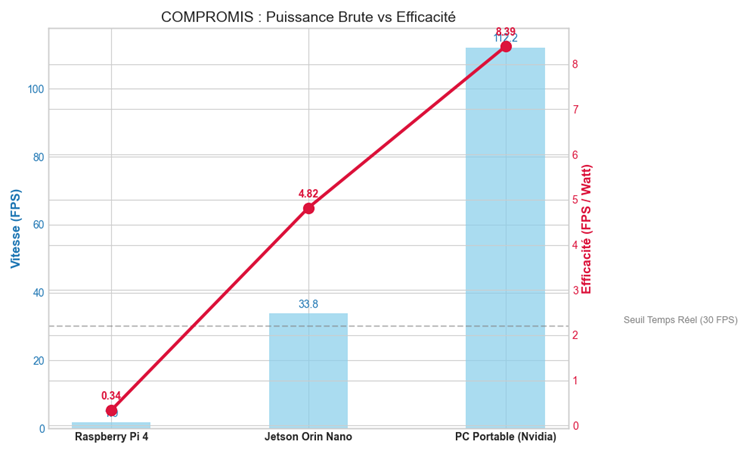 COMPROMIS : Puissance Brute vs Efficacité
8.39
112.2
100
80
60
40
20
0
Vitesse (FPS)
4.82
33.8
0.34
8
7
6
5
4
3
2
1
0
Efficacité (FPS / Watt)
Seuil Temps Réel (30 FPS)
Raspberry Pi 4
Jetson Orin Nano
PC Portable (Nvidia)